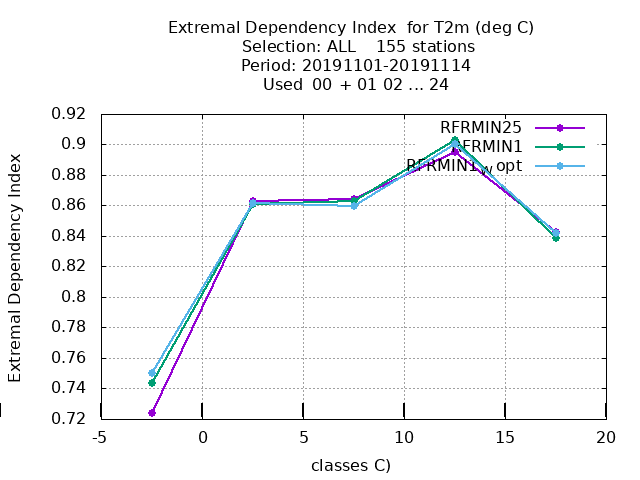 Extremal Dependency Index for T2m (deg C)
Selection: ALL 155 stations
Period: 20191101-20191114
Used 00 + 01 02 ... 24
Extremal Dependency Index
0.92
0.9
0.88
0.86
0.84
0.82
0.8
0.78
0.76
0.74
0.72
RFRMIN25
RFRMIN1
RFRMIN1_W opt
-5
0
5
10
15
20
classes C)